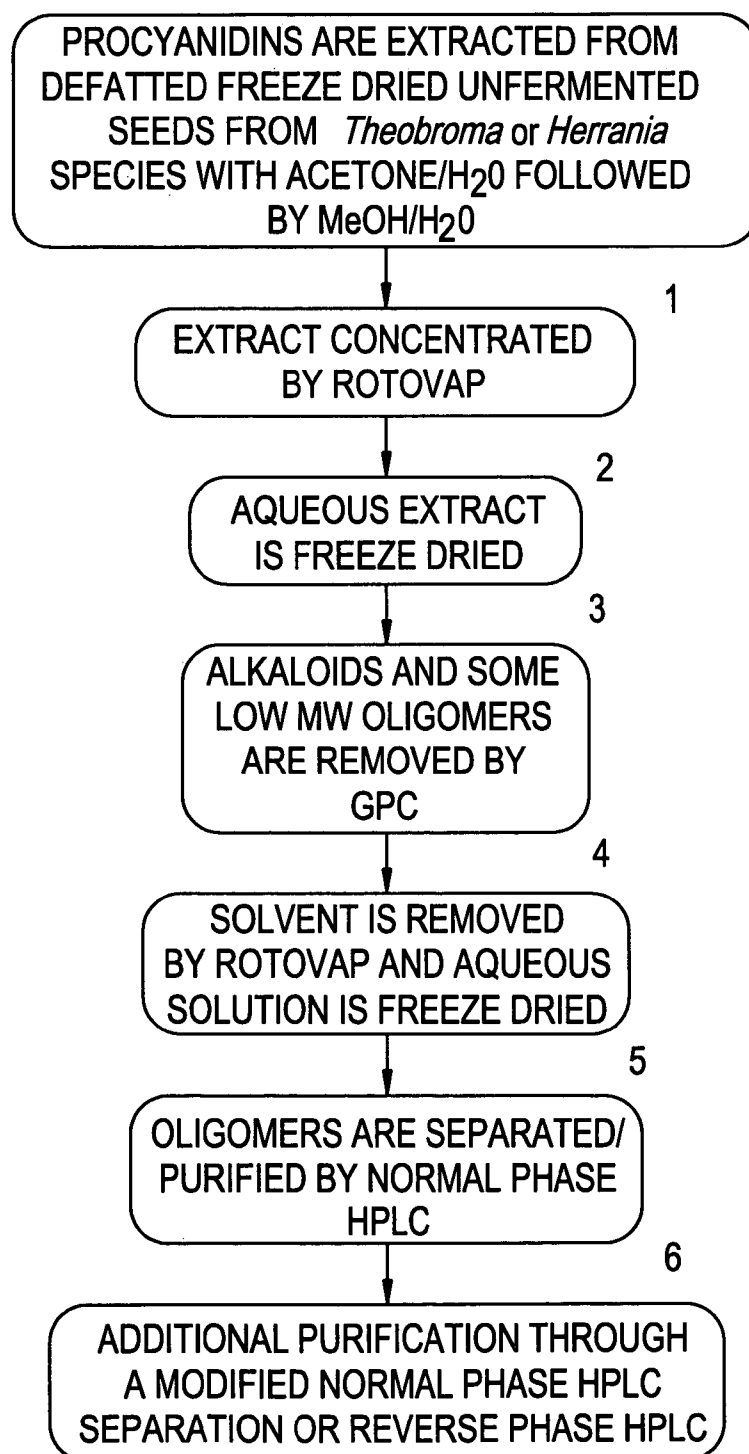 PROCYANIDINS ARE EXTRACTED FROM
DEFATTED FREEZE DRIED UNFERMENTED
SEEDS FROM Theobroma or Herrania
SPECIES WITH ACETONE/H20 FOLLOWED
BY MeOH/H20
1
EXTRACT CONCENTRATED
BY ROTOVAP
2
AQUEOUS EXTRACT
IS FREEZE DRIED
3
ALKALOIDS AND SOME
LOW MW OLIGOMERS
ARE REMOVED BY
GPC
4
SOLVENT IS REMOVED
BY ROTOVAP AND AQUEOUS
SOLUTION IS FREEZE DRIED
5
OLIGOMERS ARE SEPARATED/
PURIFIED BY NORMAL PHASE
HPLC
6
ADDITIONAL PURIFICATION THROUGH
A MODIFIED NORMAL PHASE HPLC
SEPARATION OR REVERSE PHASE HPLC